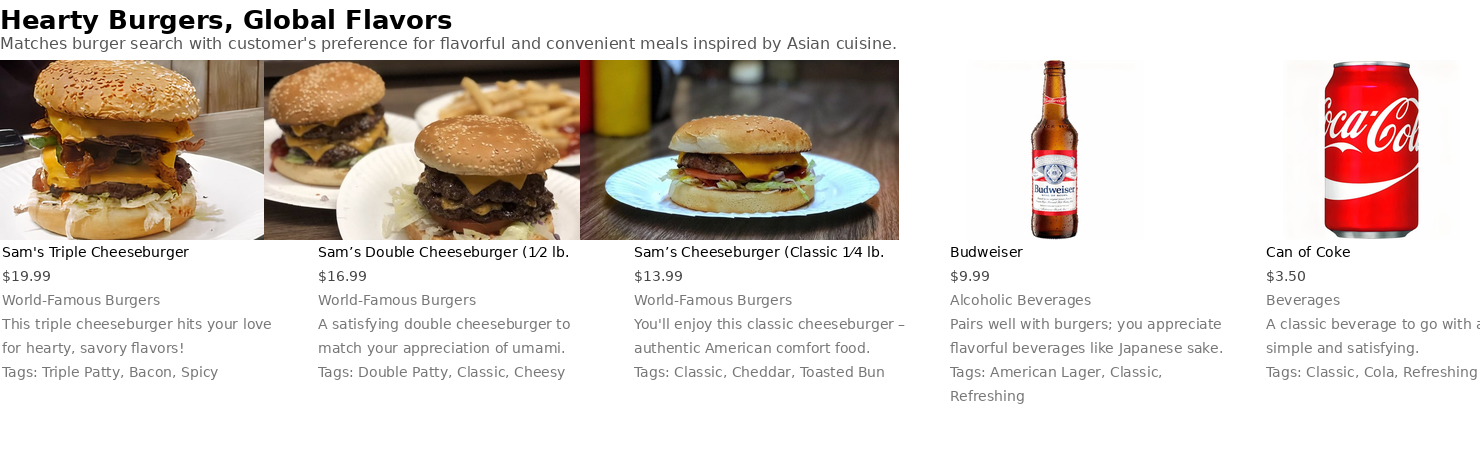 Hearty Burgers, Global Flavors
Matches burger search with customer's preference for flavorful and convenient meals inspired by Asian cuisine.
Budweiser
Coca-Cola
Sam's Triple Cheeseburger
$19.99
World-Famous Burgers
This triple cheeseburger hits your love
for hearty, savory flavors!
Tags: Triple Patty, Bacon, Spicy
Sam’s Double Cheeseburger (1⁄2 lb.
$16.99
World-Famous Burgers
A satisfying double cheeseburger to
match your appreciation of umami.
Tags: Double Patty, Classic, Cheesy
Sam’s Cheeseburger (Classic 1⁄4 lb.
$13.99
World-Famous Burgers
You'll enjoy this classic cheeseburger –
authentic American comfort food.
Tags: Classic, Cheddar, Toasted Bun
Budweiser
$9.99
Alcoholic Beverages
Pairs well with burgers; you appreciate
flavorful beverages like Japanese sake.
Tags: American Lager, Classic,
Refreshing
Can of Coke
$3.50
Beverages
A classic beverage to go with
simple and satisfying.
Tags: Classic, Cola, Refreshing